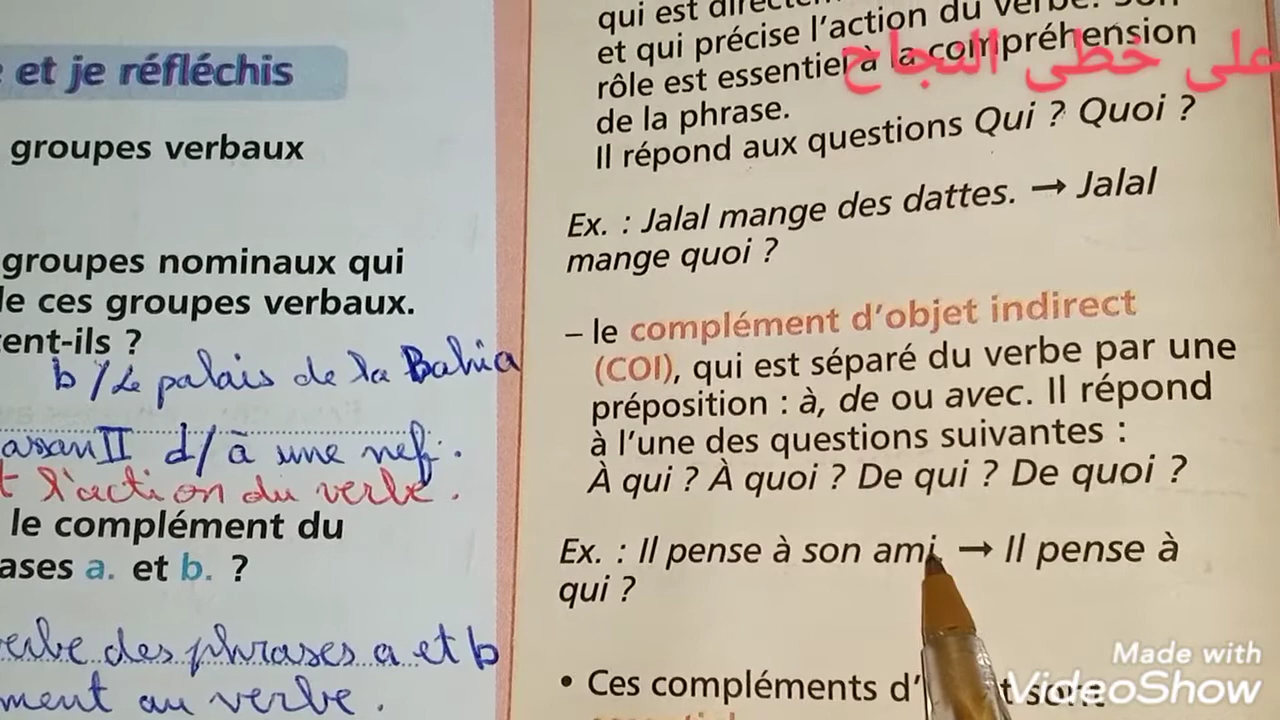 et je réfléchis
groupes verbaux
groupes nominaux qui
ces groupes verbaux.
ent-ils ?
b / Le palais de la Bahia
II d/ à une nef.
l'action du verbe.
le complément du
a. et b. ?
des phrases a et b
au verbe.
qui est
et qui précise l'action du verbe.
rôle est essentiel à la compréhension
de la phrase.
Il répond aux questions Qui ? Quoi ?
على خطى النجاح
Ex. : Jalal mange des dattes. → Jalal
mange quoi ?
– le complément d'objet indirect
(COI), qui est séparé du verbe par une
préposition : à, de ou avec. Il répond
à l'une des questions suivantes :
À qui ? À quoi ? De qui ? De quoi ?
Ex. : Il pense à son ami → Il pense à
qui ?
• Ces compléments d' sont
Made with
VideoShow